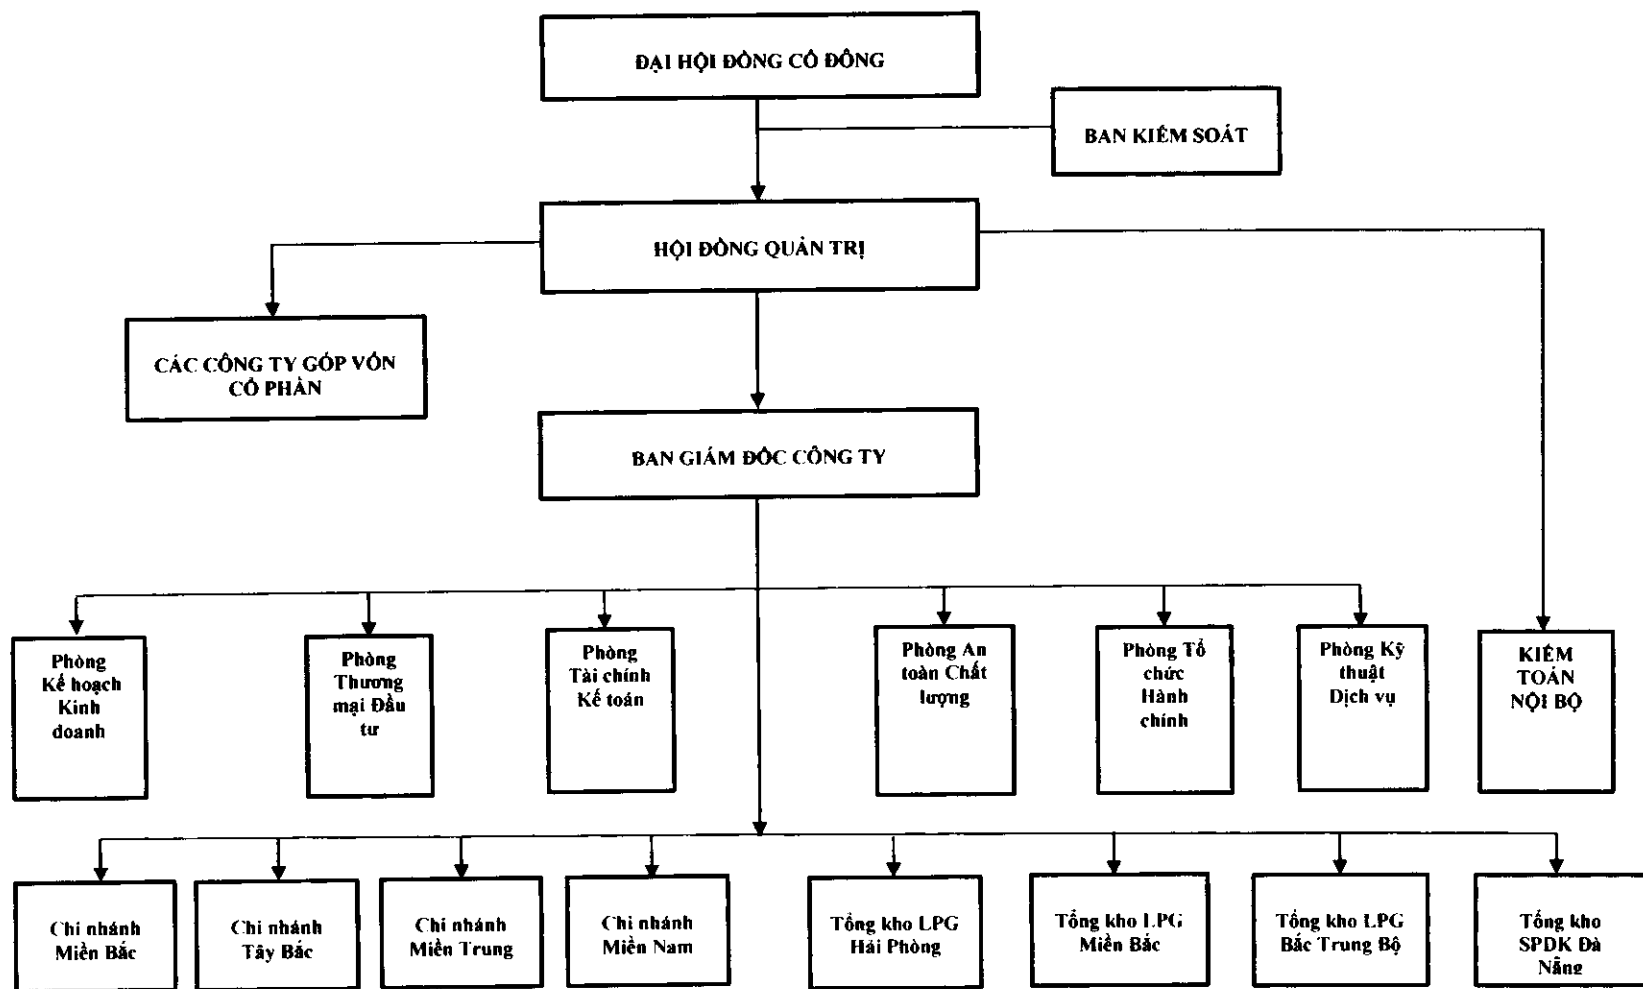 ĐẠI HỘI ĐỒNG CỔ ĐÔNG
BAN KIỂM SOÁT
HỘI ĐỒNG QUẢN TRỊ
CÁC CÔNG TY GÓP VỐN
CỔ PHẦN
BAN GIÁM ĐỐC CÔNG TY
Phòng
Kế hoạch
Kinh
doanh
Phòng
Thương
mại Đầu
tư
Phòng
Tài chính
Kế toán
Phòng An
toàn Chất
lượng
Phòng Tổ
chức
Hành
chính
Phòng Kỹ
thuật
Dịch vụ
KIỂM
TOÁN
NỘI BỘ
Chi nhánh
Miền Bắc
Chi nhánh
Tây Bắc
Chi nhánh
Miền Trung
Chi nhánh
Miền Nam
Tổng kho LPG
Hải Phòng
Tổng kho LPG
Miền Bắc
Tổng kho LPG
Bắc Trung Bộ
Tổng kho
SPDK Đà
Nẵng